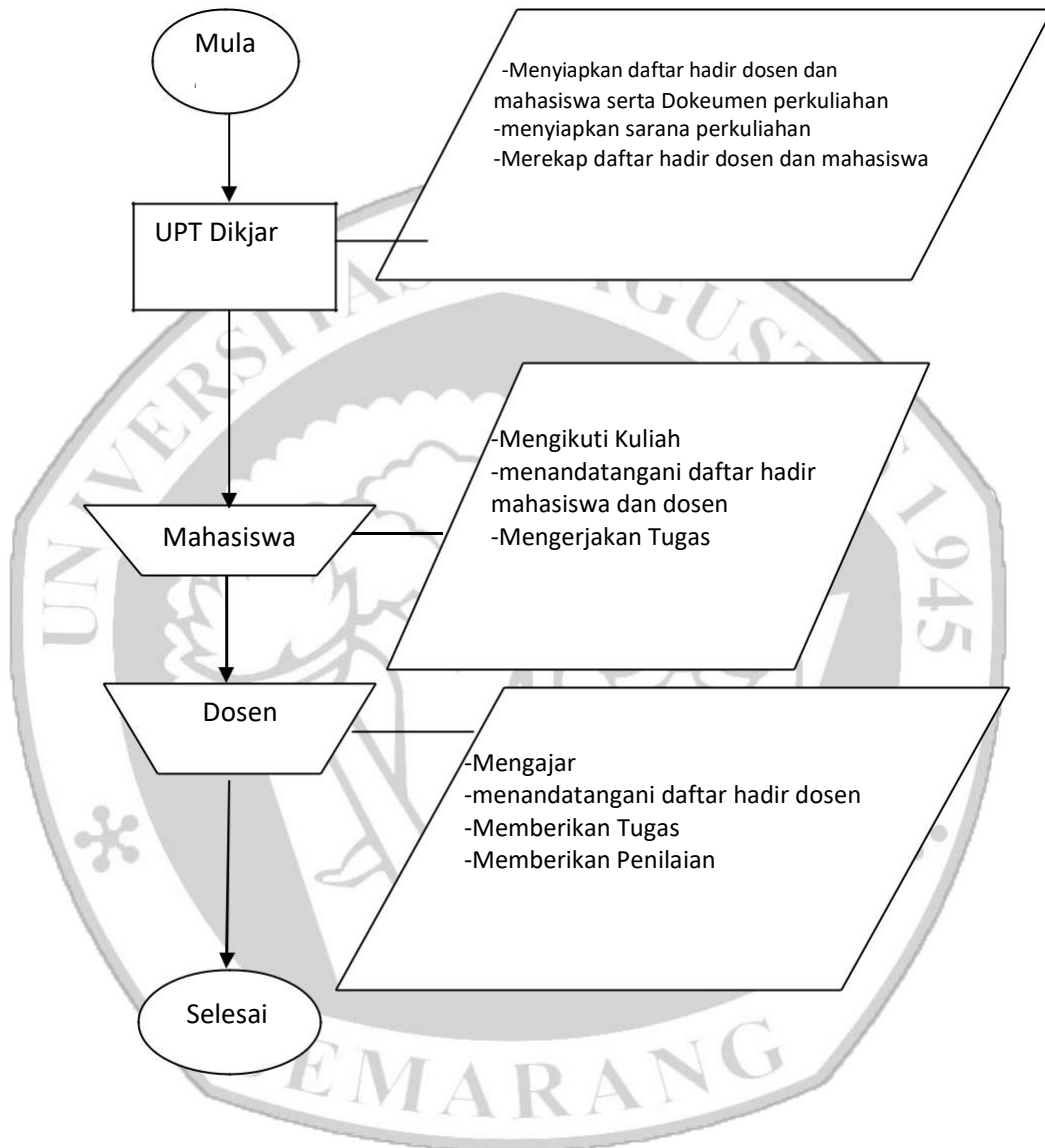 Mula
-Menyiapkan daftar hadir dosen dan
mahasiswa serta Dokeumen perkuliahan
-menyiapkan sarana perkuliahan
-Merekap daftar hadir dosen dan mahasiswa
UPT Dikjar
-Mengikuti Kuliah
-menandatangani daftar hadir
mahasiswa dan dosen
-Mengerjakan Tugas
Mahasiswa
Dosen
-Mengajar
-menandatangani daftar hadir dosen
-Memberikan Tugas
-Memberikan Penilaian
Selesai
1945